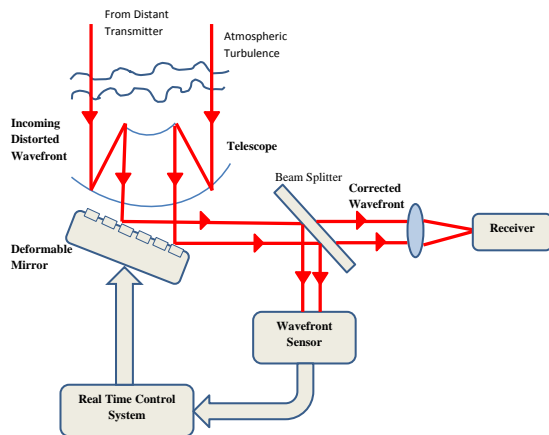 From Distant
Transmitter
Atmospheric
Turbulence
Incoming
Distorted
Wavefront
Telescope
Beam Splitter
Corrected
Wavefront
Deformable
Mirror
Receiver
Wavefront
Sensor
Real Time Control
System